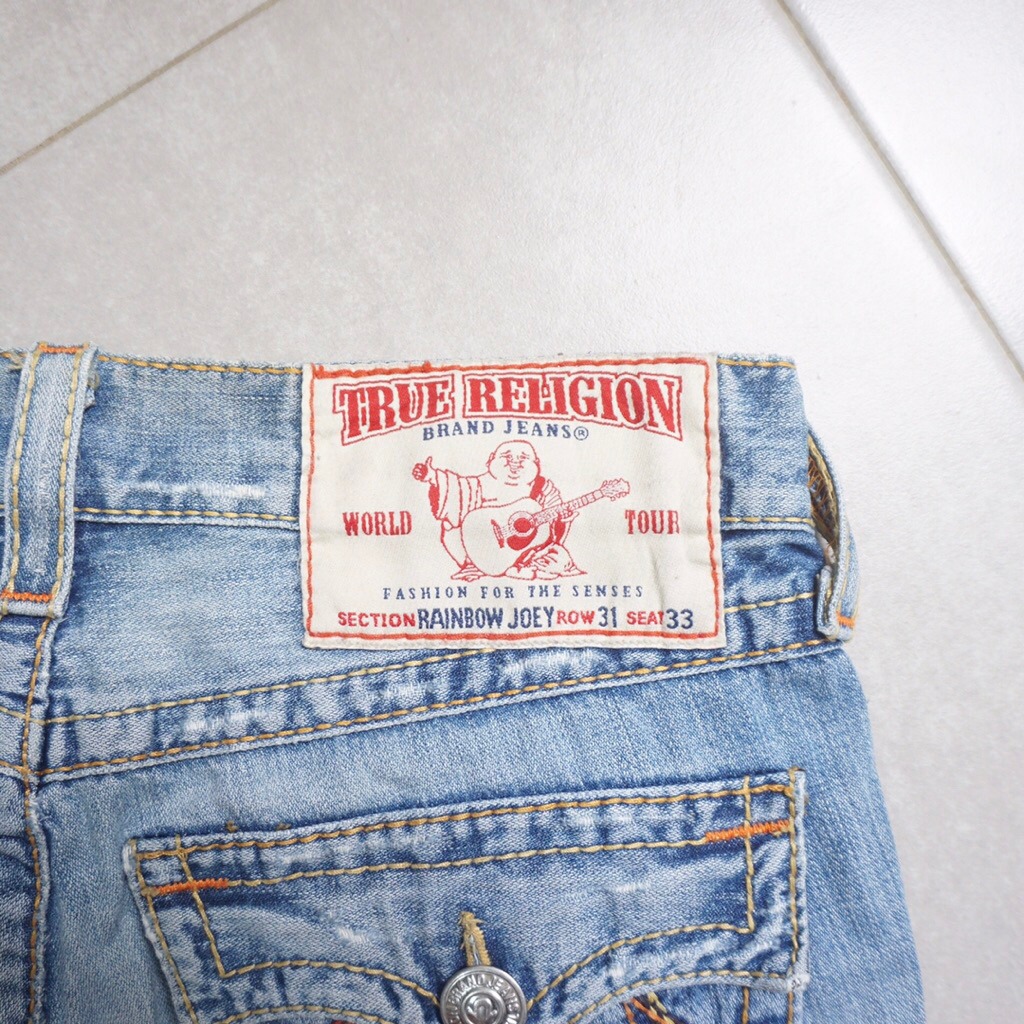 TRUE RELIGION
BRAND JEANS®
WORLD TOUR
FASHION FOR THE SENSES
SECTION RAINBOW JOEY ROW 31 SEAT 33